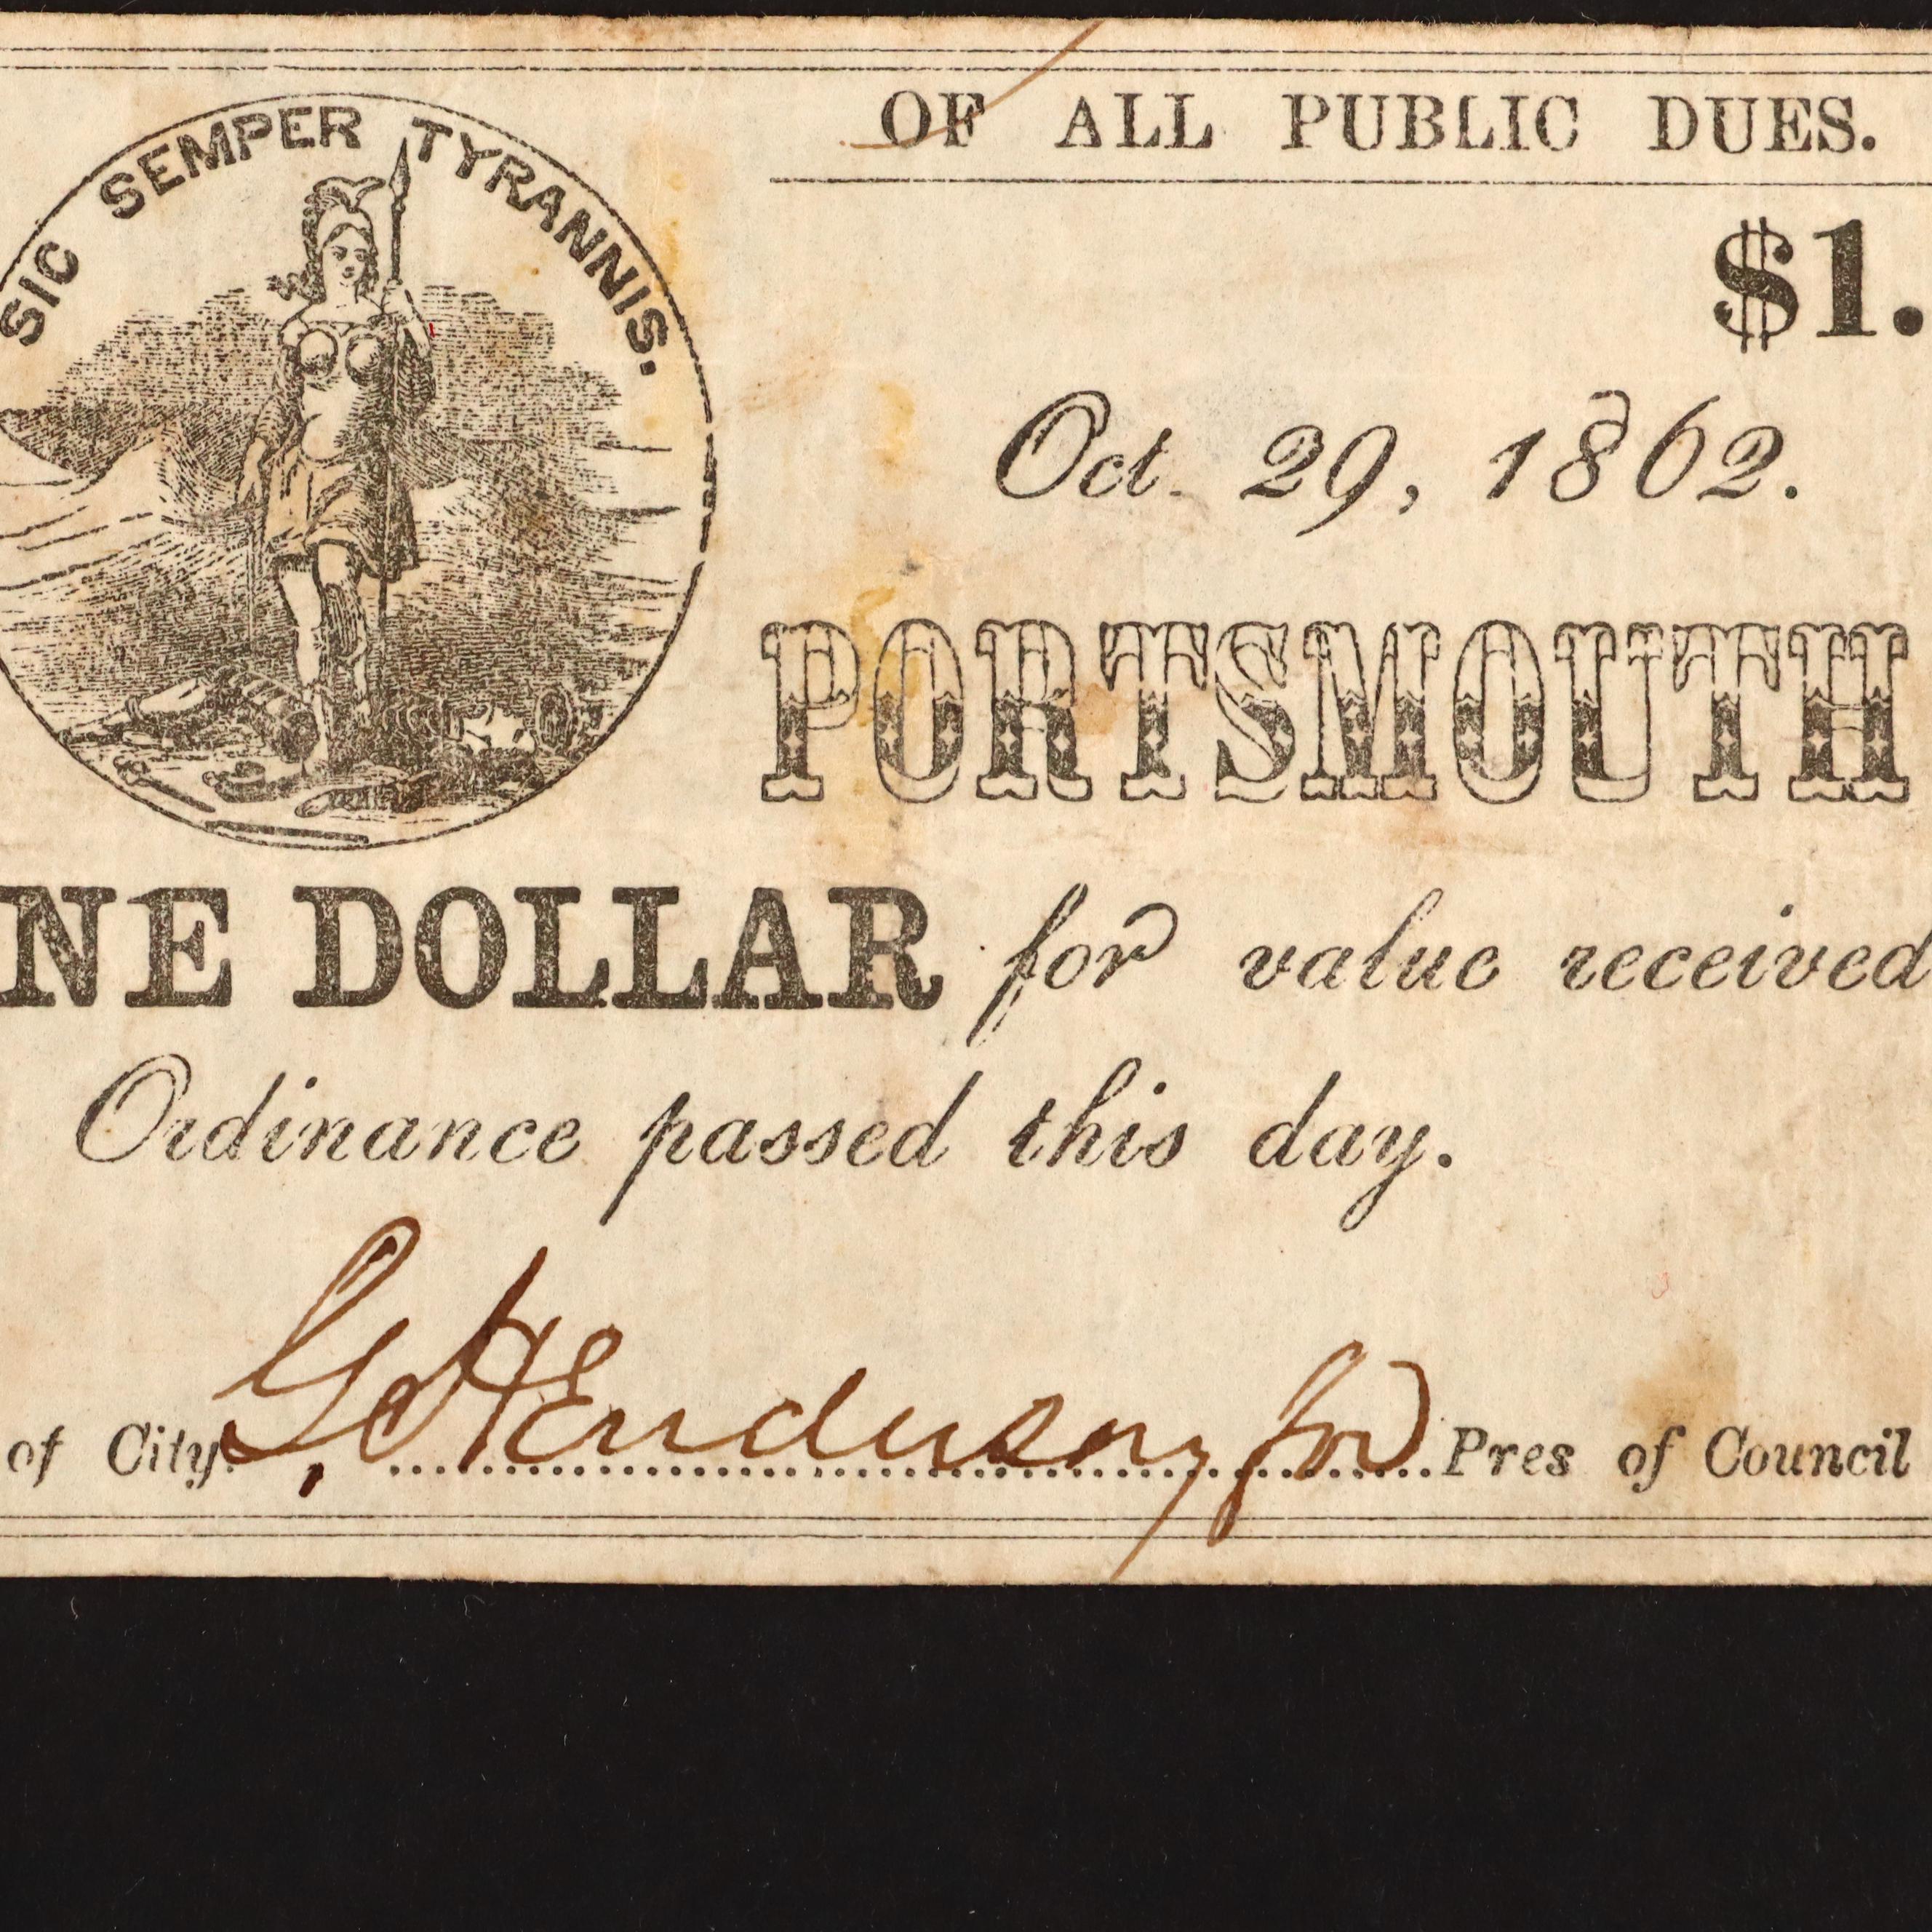 OF ALL PUBLIC DUES.
SIC SEMPER TYRANNIS.
$1.
Oct. 29, 1862.
PORTSMOUTH
NE DOLLAR for value received
Ordinance passed this day.
of City. for Pres of Council